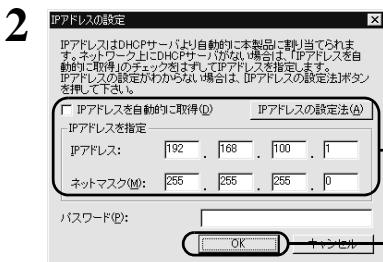 2
IPアドレスの設定
IPアドレスはDHCPサーバより自動的に本製品に割り当てられま
す。ネットワーク上にDHCPサーバがない場合は、「IPアドレスを自
動的に取得」のチェックをはずしてIPアドレスを指定します。
IPアドレスの設定がわからない場合は、[IPアドレスの設定法]ボタン
を押して下さい。
IPアドレスを自動的に取得(D) IPアドレスの設定法(A)
IPアドレスを指定
IPアドレス: 192 . 168 . 100 . 1
ネットマスク(M): 255 . 255 . 255 . 0
パスワード(P):
OK キャンセル